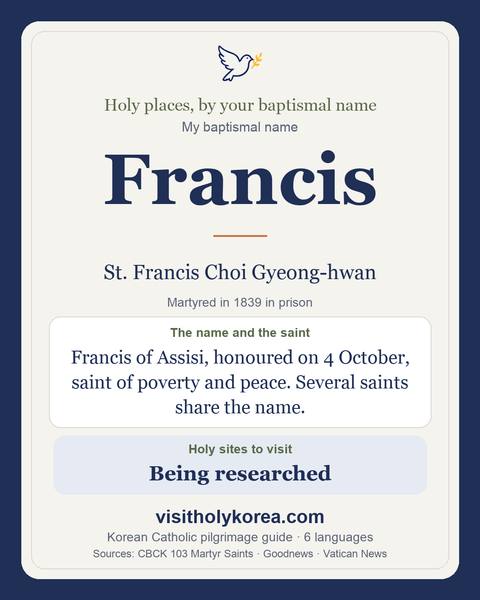 Holy places, by your baptismal name
My baptismal name
Francis
St. Francis Choi Gyeong-hwan
Martyred in 1839 in prison
The name and the saint
Francis of Assisi, honoured on 4 October,
saint of poverty and peace. Several saints
share the name.
Holy sites to visit
Being researched
visitholykorea.com
Korean Catholic pilgrimage guide · 6 languages
Sources: CBCK 103 Martyr Saints · Goodnews · Vatican News